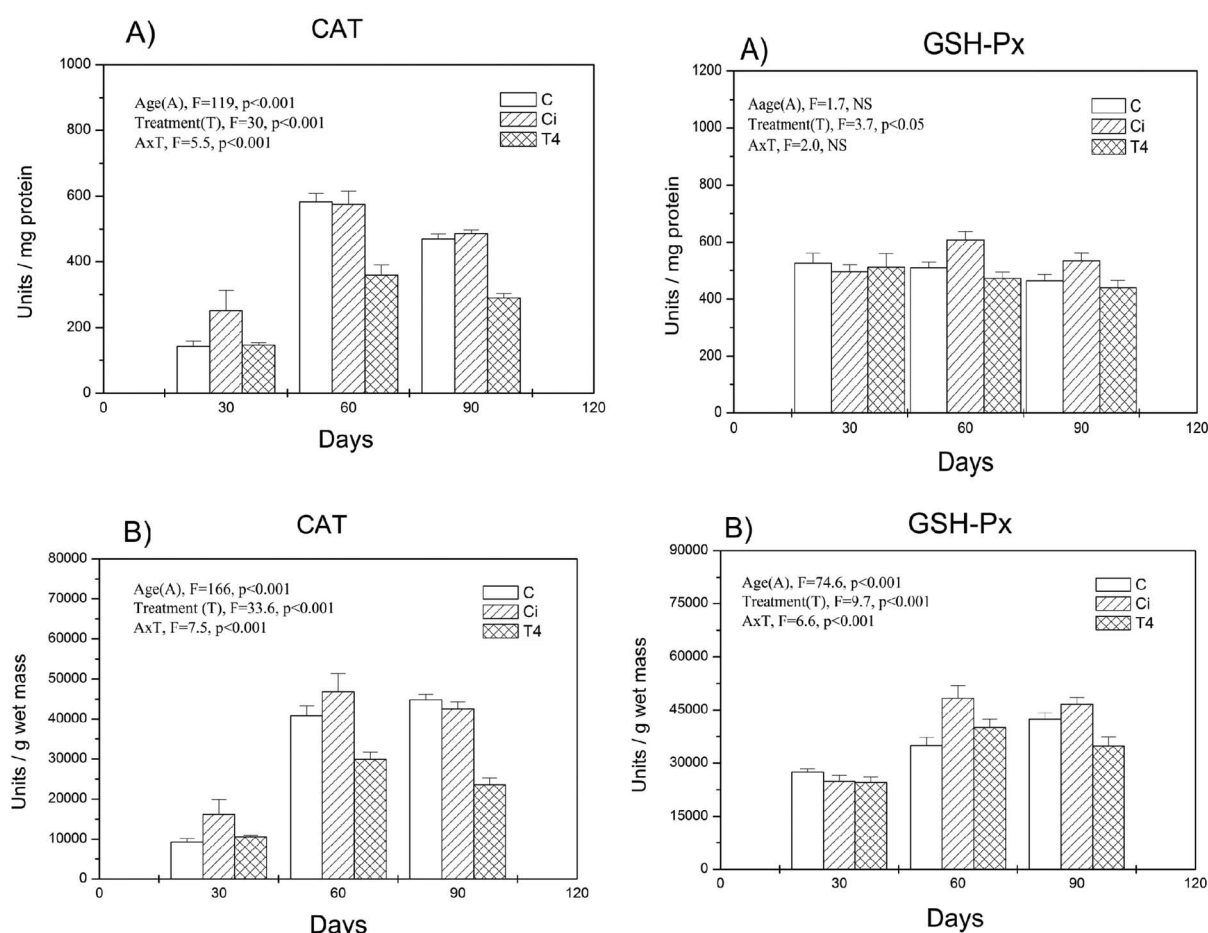 A)
CAT
1000
800
600
400
200
0
Units / mg protein
Age(A), F=119, p<0.001
Treatment(T), F=30, p<0.001
AxT, F=5.5, p<0.001
C
Ci
T4
0
30
60
90
120
Days
A)
GSH-Px
1200
1000
800
600
400
200
0
Units / mg protein
Aage(A), F=1.7, NS
Treatment(T), F=3.7, p<0.05
AxT, F=2.0, NS
C
Ci
T4
0
30
60
90
120
Days
B)
CAT
80000
70000
60000
50000
40000
30000
20000
10000
0
Units / g wet mass
Age(A), F=166, p<0.001
Treatment (T), F=33.6, p<0.001
AxT, F=7.5, p<0.001
C
Ci
T4
0
30
60
90
120
Days
B)
GSH-Px
90000
75000
60000
45000
30000
15000
0
Units / g wet mass
Age(A), F=74.6, p<0.001
Treatment(T), F=9.7, p<0.001
AxT, F=6.6, p<0.001
C
Ci
T4
0
30
60
90
120
Days